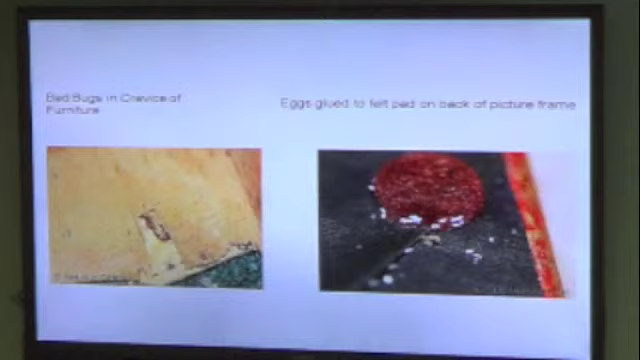 Bed Bugs in Crevice of
Furniture
Eggs glued to felt pad on back of picture frame